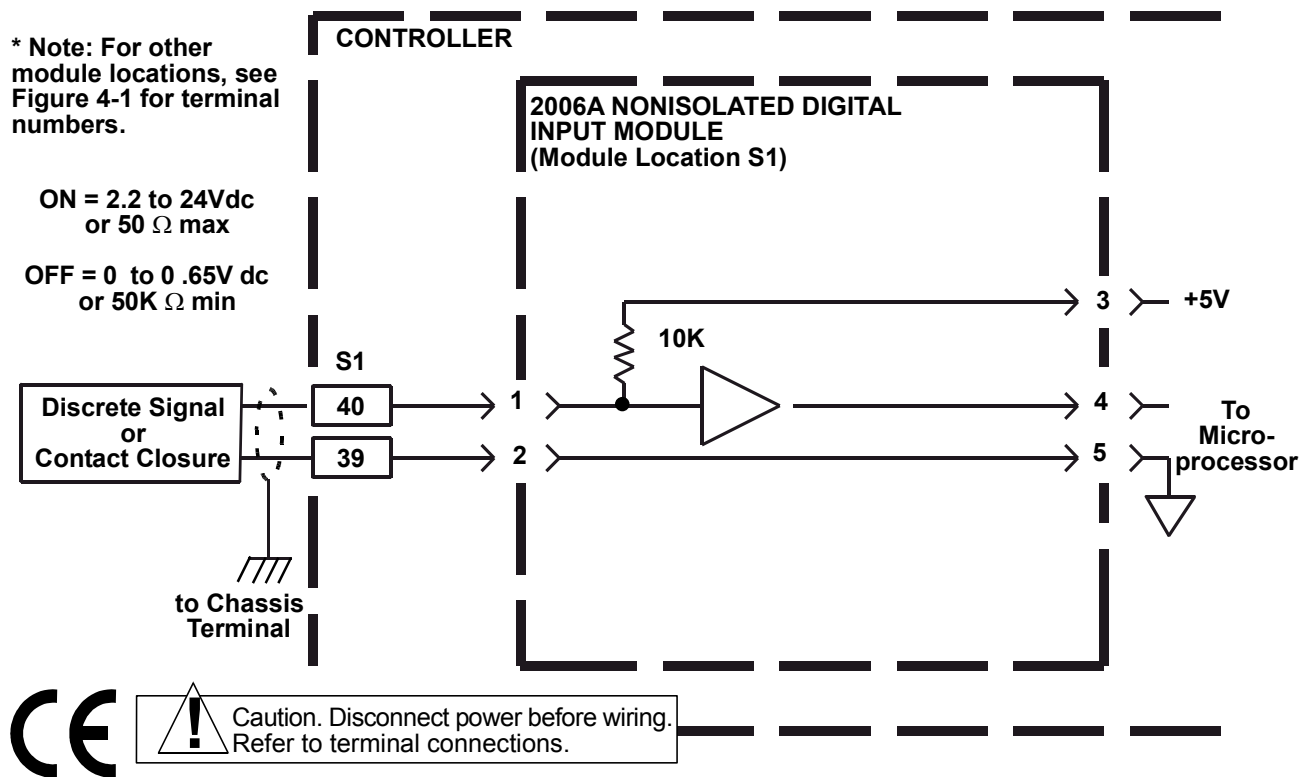 * Note: For other
module locations, see
Figure 4-1 for terminal
numbers.
CONTROLLER
2006A NONISOLATED DIGITAL
INPUT MODULE
(Module Location S1)
ON = 2.2 to 24Vdc
or 50 Ω max
OFF = 0 to 0 .65V dc
or 50K Ω min
3
+5V
10K
S1
Discrete Signal
or
Contact Closure
40
1
4
39
2
5
To
Micro-
processor
to Chassis
Terminal
CE
! Caution. Disconnect power before wiring.
Refer to terminal connections.